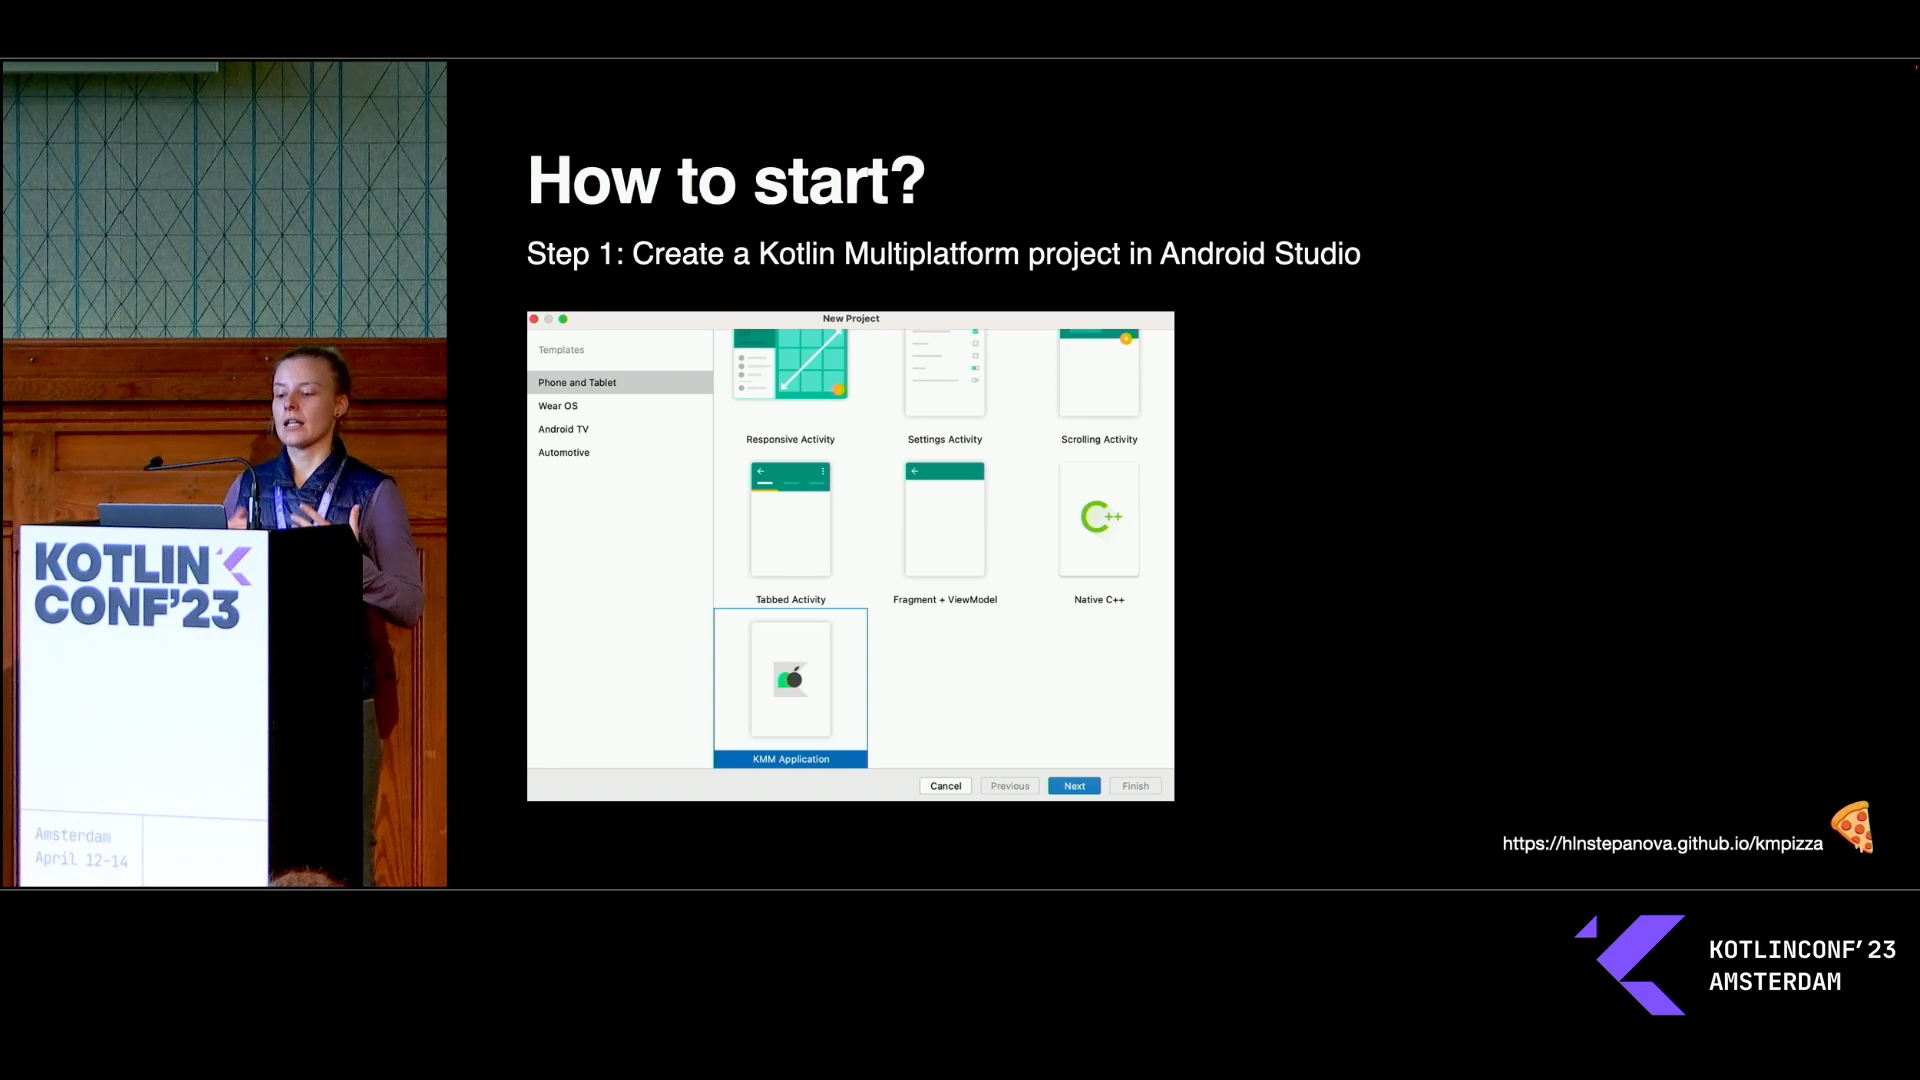 How to start?
Step 1: Create a Kotlin Multiplatform project in Android Studio
New Project
Templates
Phone and Tablet
Wear OS
Android TV
Automotive
Responsive Activity
Settings Activity
Scrolling Activity
C++
Tabbed Activity
Fragment + ViewModel
Native C++
KMM Application
Cancel
Previous
Next
Finish
https://hlnstepanova.github.io/kmpizza
KOTLIN
CONF'23
Amsterdam
April 12-14
KOTLINCONF'23
AMSTERDAM